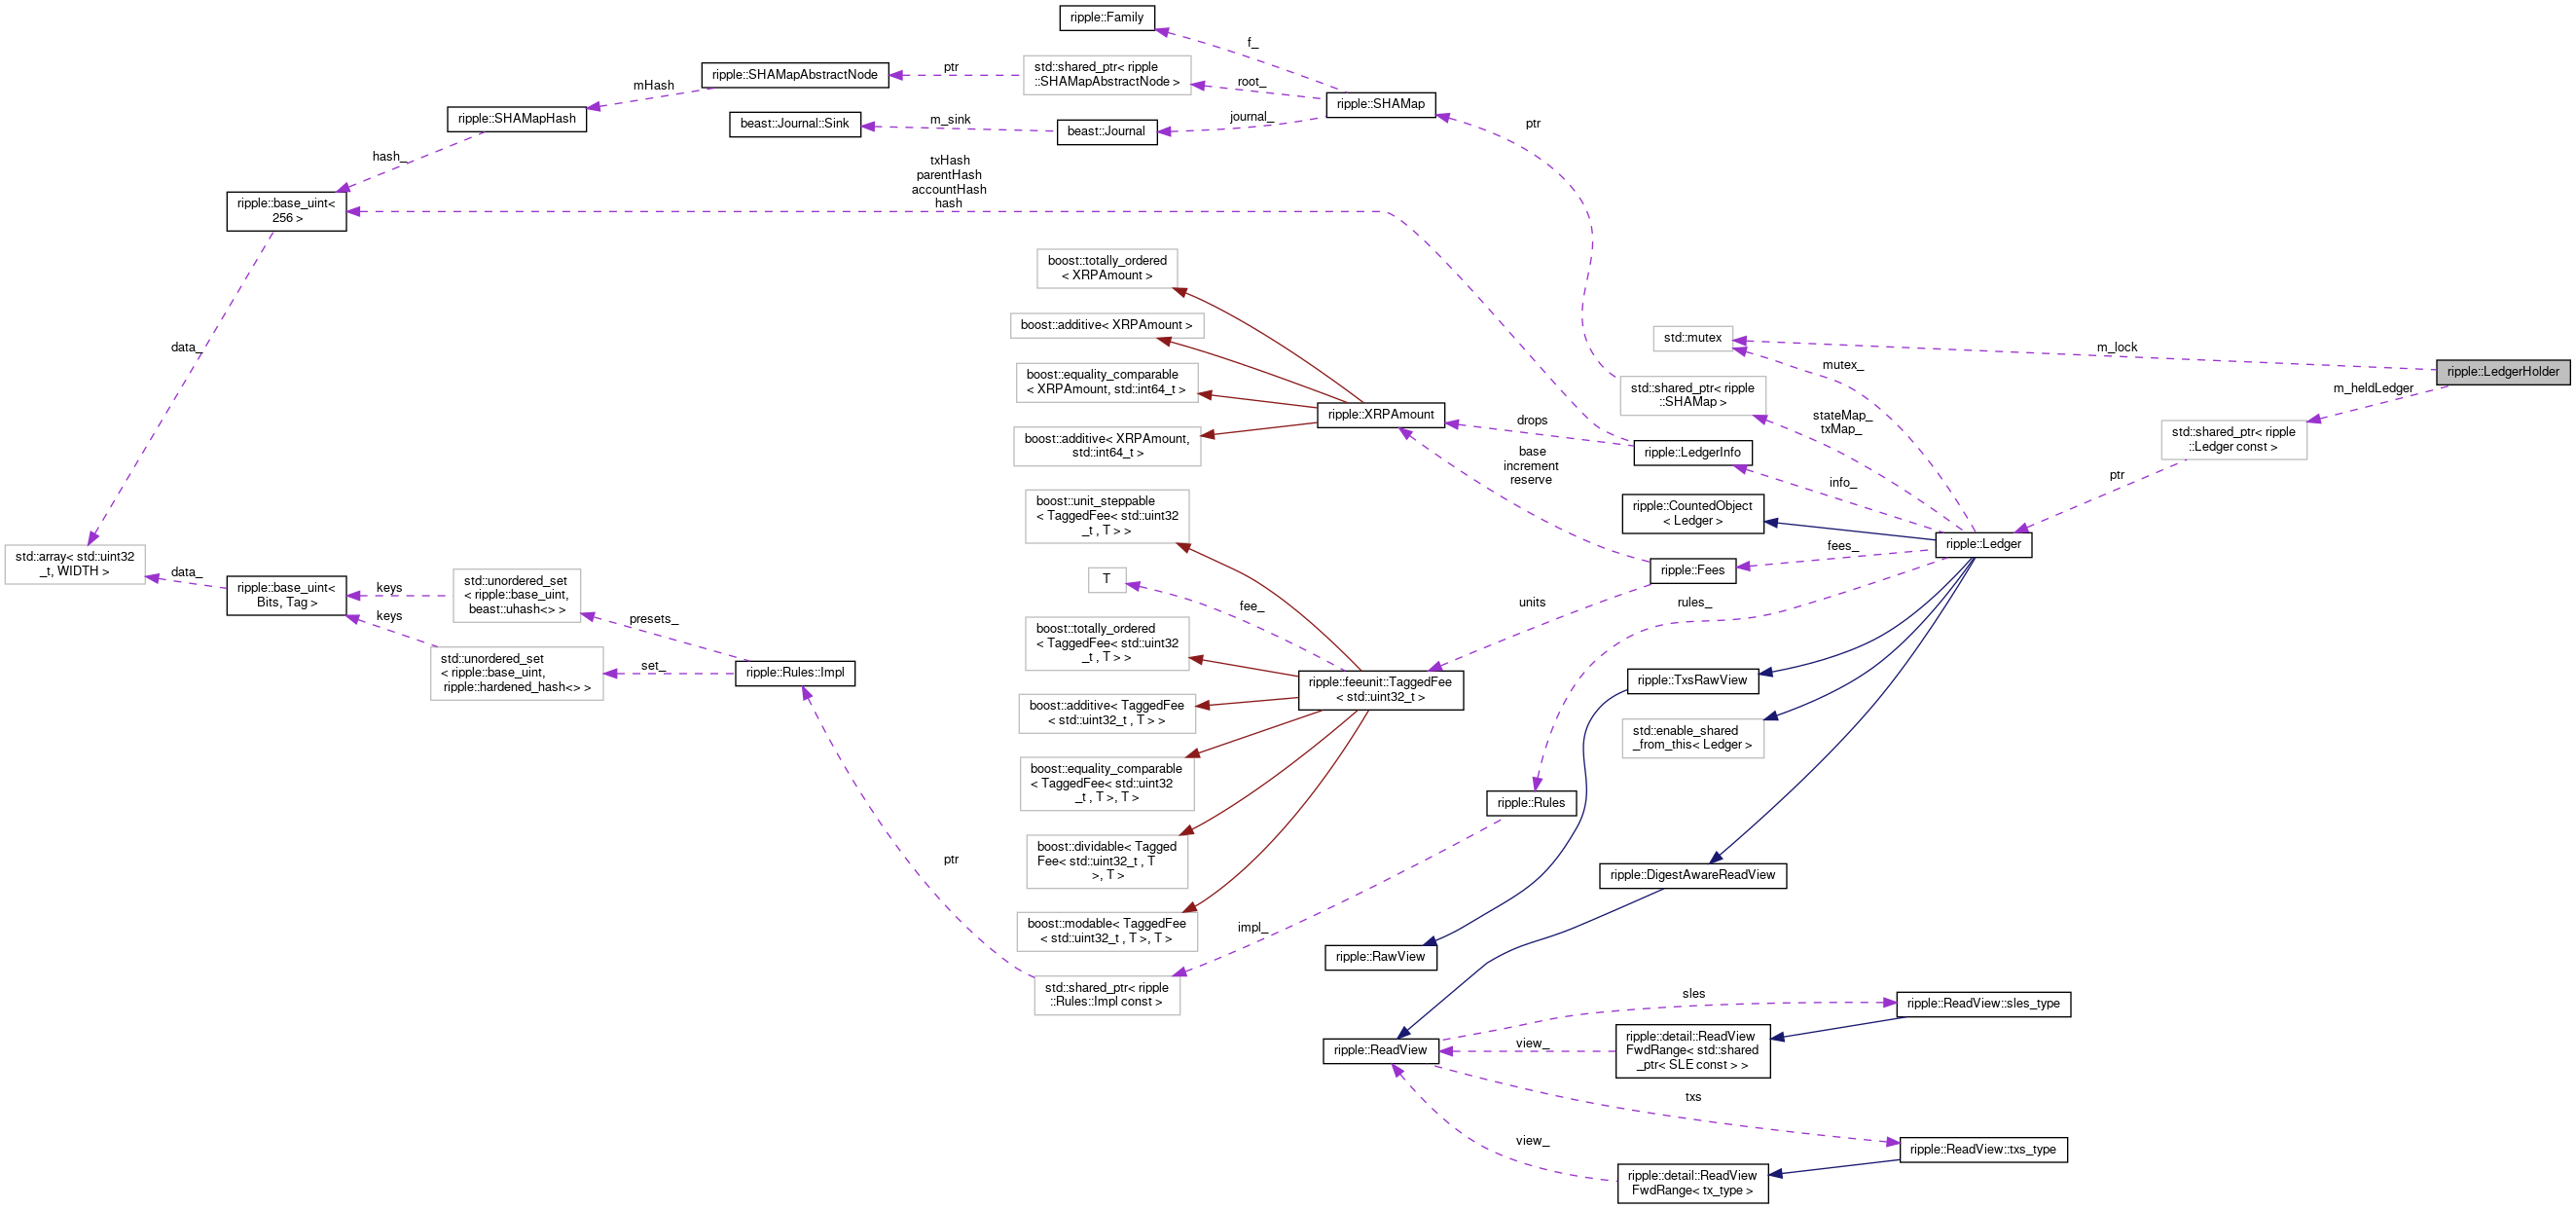 ripple::Family
f_
std::shared_ptr< ripple
::SHAMapAbstractNode >
ptr
ripple::SHAMapAbstractNode
root_
mHash
ripple::SHAMap
ripple::SHAMapHash
beast::Journal::Sink
m_sink
beast::Journal
journal_
ptr
hash_
txHash
parentHash
accountHash
hash
ripple::base_uint<
256 >
boost::totally_ordered
< XRPAmount >
boost::additive< XRPAmount >
std::mutex
m_lock
data_
mutex_
ripple::LedgerHolder
boost::equality_comparable
< XRPAmount, std::int64_t >
std::shared_ptr< ripple
::SHAMap >
m_heldLedger
ripple::XRPAmount
drops
stateMap_
txMap_
std::shared_ptr< ripple
::Ledger const >
boost::additive< XRPAmount,
std::int64_t >
base
increment
reserve
ripple::LedgerInfo
info_
ptr
boost::unit_steppable
< TaggedFee< std::uint32
_t , T > >
ripple::CountedObject
< Ledger >
ripple::Ledger
fees_
std::array< std::uint32
_t, WIDTH >
data_
ripple::base_uint<
Bits, Tag >
keys
keys
std::unordered_set
< ripple::base_uint,
beast::uhash<> >
T
fee_
ripple::Fees
units
rules_
presets_
boost::totally_ordered
< TaggedFee< std::uint32
_t , T > >
std::unordered_set
< ripple::base_uint,
ripple::hardened_hash<> >
set_
ripple::Rules::Impl
ripple::feeunit::TaggedFee
< std::uint32_t >
ripple::TxsRawView
boost::additive< TaggedFee
< std::uint32_t , T > >
std::enable_shared
_from_this< Ledger >
boost::equality_comparable
< TaggedFee< std::uint32
_t , T >, T >
ripple::Rules
boost::dividable< Tagged
Fee< std::uint32_t , T
>, T >
ptr
ripple::DigestAwareReadView
boost::modable< TaggedFee
< std::uint32_t , T >, T >
impl_
ripple::RawView
std::shared_ptr< ripple
::Rules::Impl const >
sles
ripple::ReadView::sles_type
ripple::ReadView
view_
ripple::detail::ReadView
FwdRange< std::shared
_ptr< SLE const > >
txs
view_
ripple::ReadView::txs_type
ripple::detail::ReadView
FwdRange< tx_type >